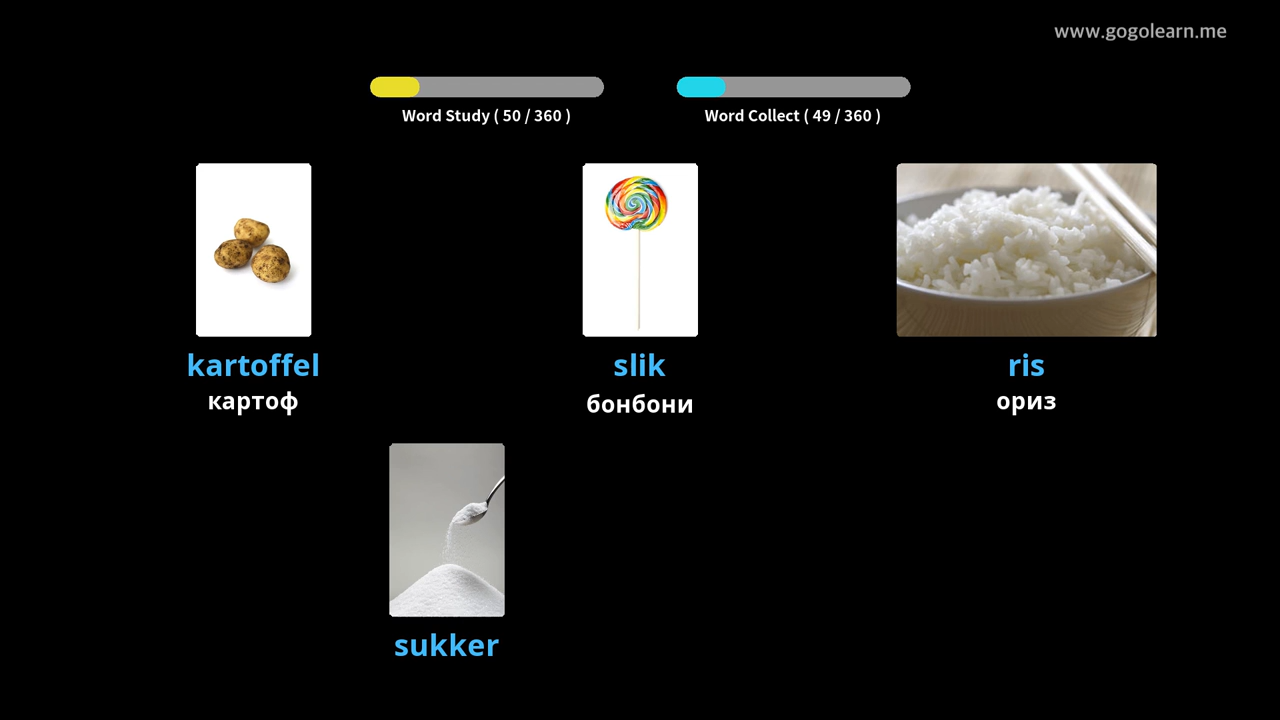 www.gogolearn.me
Word Study ( 50 / 360 )
Word Collect ( 49 / 360 )
kartoffel
картоф
slik
бонбони
ris
ориз
sukker